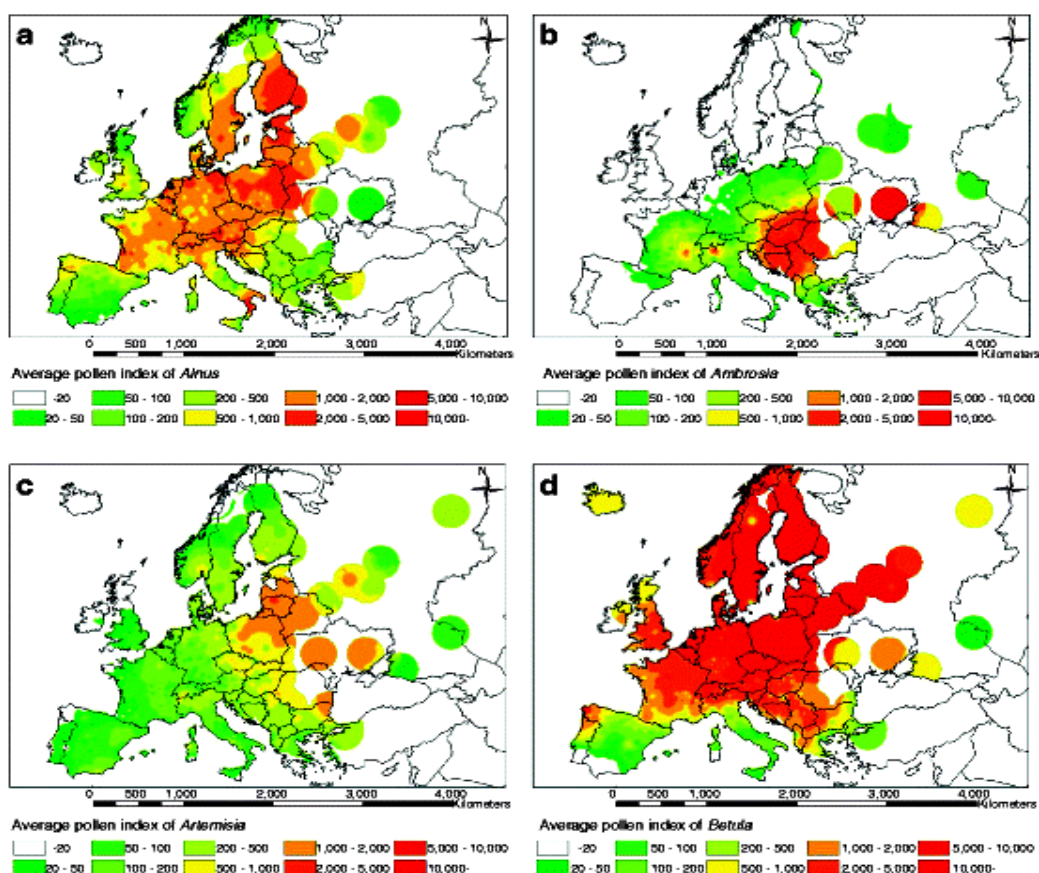 a
N
0 500 1,000 2,000 3,000 4,000
Kilometers
Average pollen index of Alnus
-20 50 - 100 200 - 500 1,000 - 2,000 5,000 - 10,000
20 - 50 100 - 200 500 - 1,000 2,000 - 5,000 10,000-
b
N
0 500 1,000 2,000 3,000 4,000
Kilometers
Average pollen index of Ambrosia
-20 50 - 100 200 - 500 1,000 - 2,000 5,000 - 10,000
20 - 50 100 - 200 500 - 1,000 2,000 - 5,000 10,000-
c
N
0 500 1,000 2,000 3,000 4,000
Kilometers
Average pollen index of Artemisia
-20 50 - 100 200 - 500 1,000 - 2,000 5,000 - 10,000
20 - 50 100 - 200 500 - 1,000 2,000 - 5,000 10,000-
d
N
0 500 1,000 2,000 3,000 4,000
Kilometers
Average pollen index of Betula
-20 50 - 100 200 - 500 1,000 - 2,000 5,000 - 10,000
20 - 50 100 - 200 500 - 1,000 2,000 - 5,000 10,000-